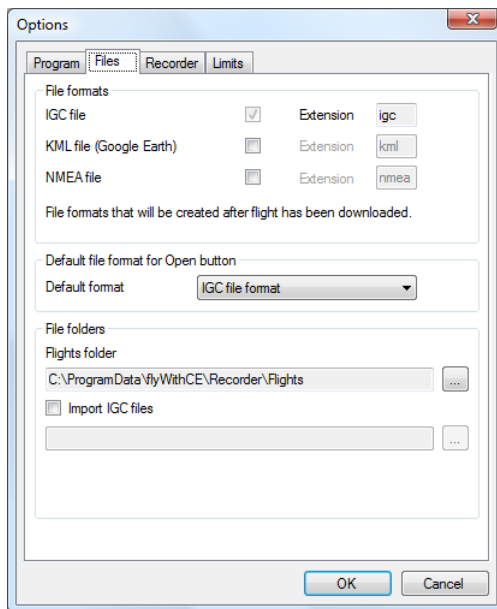 Options
Program Files Recorder Limits
File formats
IGC file Extension igc
KML file (Google Earth) Extension kml
NMEA file Extension nmea
File formats that will be created after flight has been downloaded.
Default file format for Open button
Default format IGC file format
File folders
Flights folder
C:\ProgramData\flyWithCE\Recorder\Flights ...
Import IGC files
...
OK Cancel